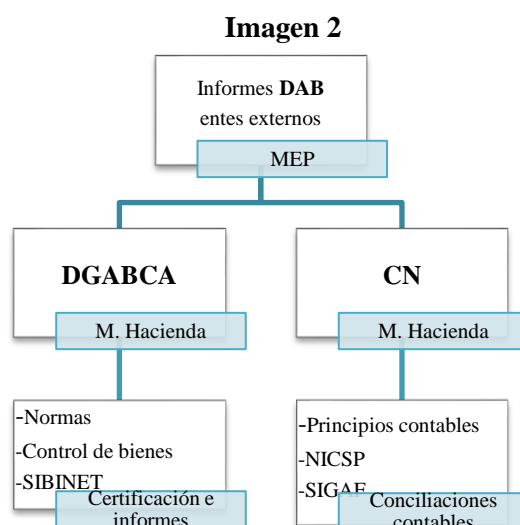 Imagen 2
Informes DAB
entes externos
MEP
DGABCA
M. Hacienda
CN
M. Hacienda
-Normas
-Control de bienes
-SIBINET
Certificación e
informes
-Principios contables
-NICSP
-SIGAF
Conciliaciones
contables